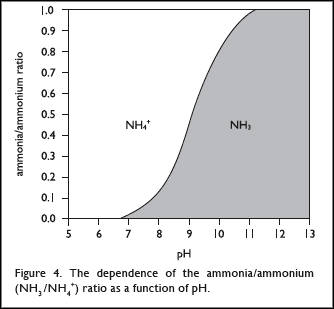 ammonia/ammonium ratio
1.0
0.9
0.8
0.7
0.6
0.5
0.4
0.3
0.2
0.1
0.0
NH₄⁺
NH₃
5 6 7 8 9 10 11 12 13
pH
Figure 4. The dependence of the ammonia/ammonium
(NH₃/NH₄⁺) ratio as a function of pH.